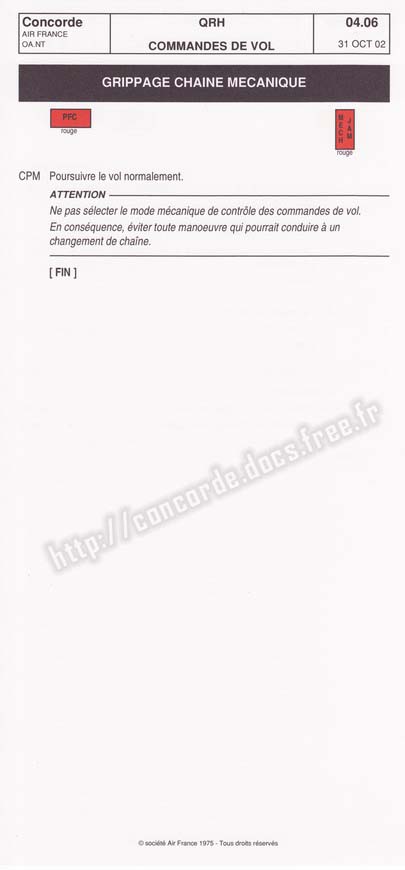 Concorde QRH 04.06
AIR FRANCE
OA.NT COMMANDES DE VOL 31 OCT 02
GRIPPAGE CHAINE MECANIQUE
PFC MECH JAM
rouge rouge
CPM Poursuivre le vol normalement.
ATTENTION
Ne pas sélecter le mode mécanique de contrôle des commandes de vol.
En conséquence, éviter toute manoeuvre qui pourrait conduire à un
changement de chaîne.
[ FIN ]
http://concorde.docs.free.fr
© société Air France 1975 - Tous droits réservés